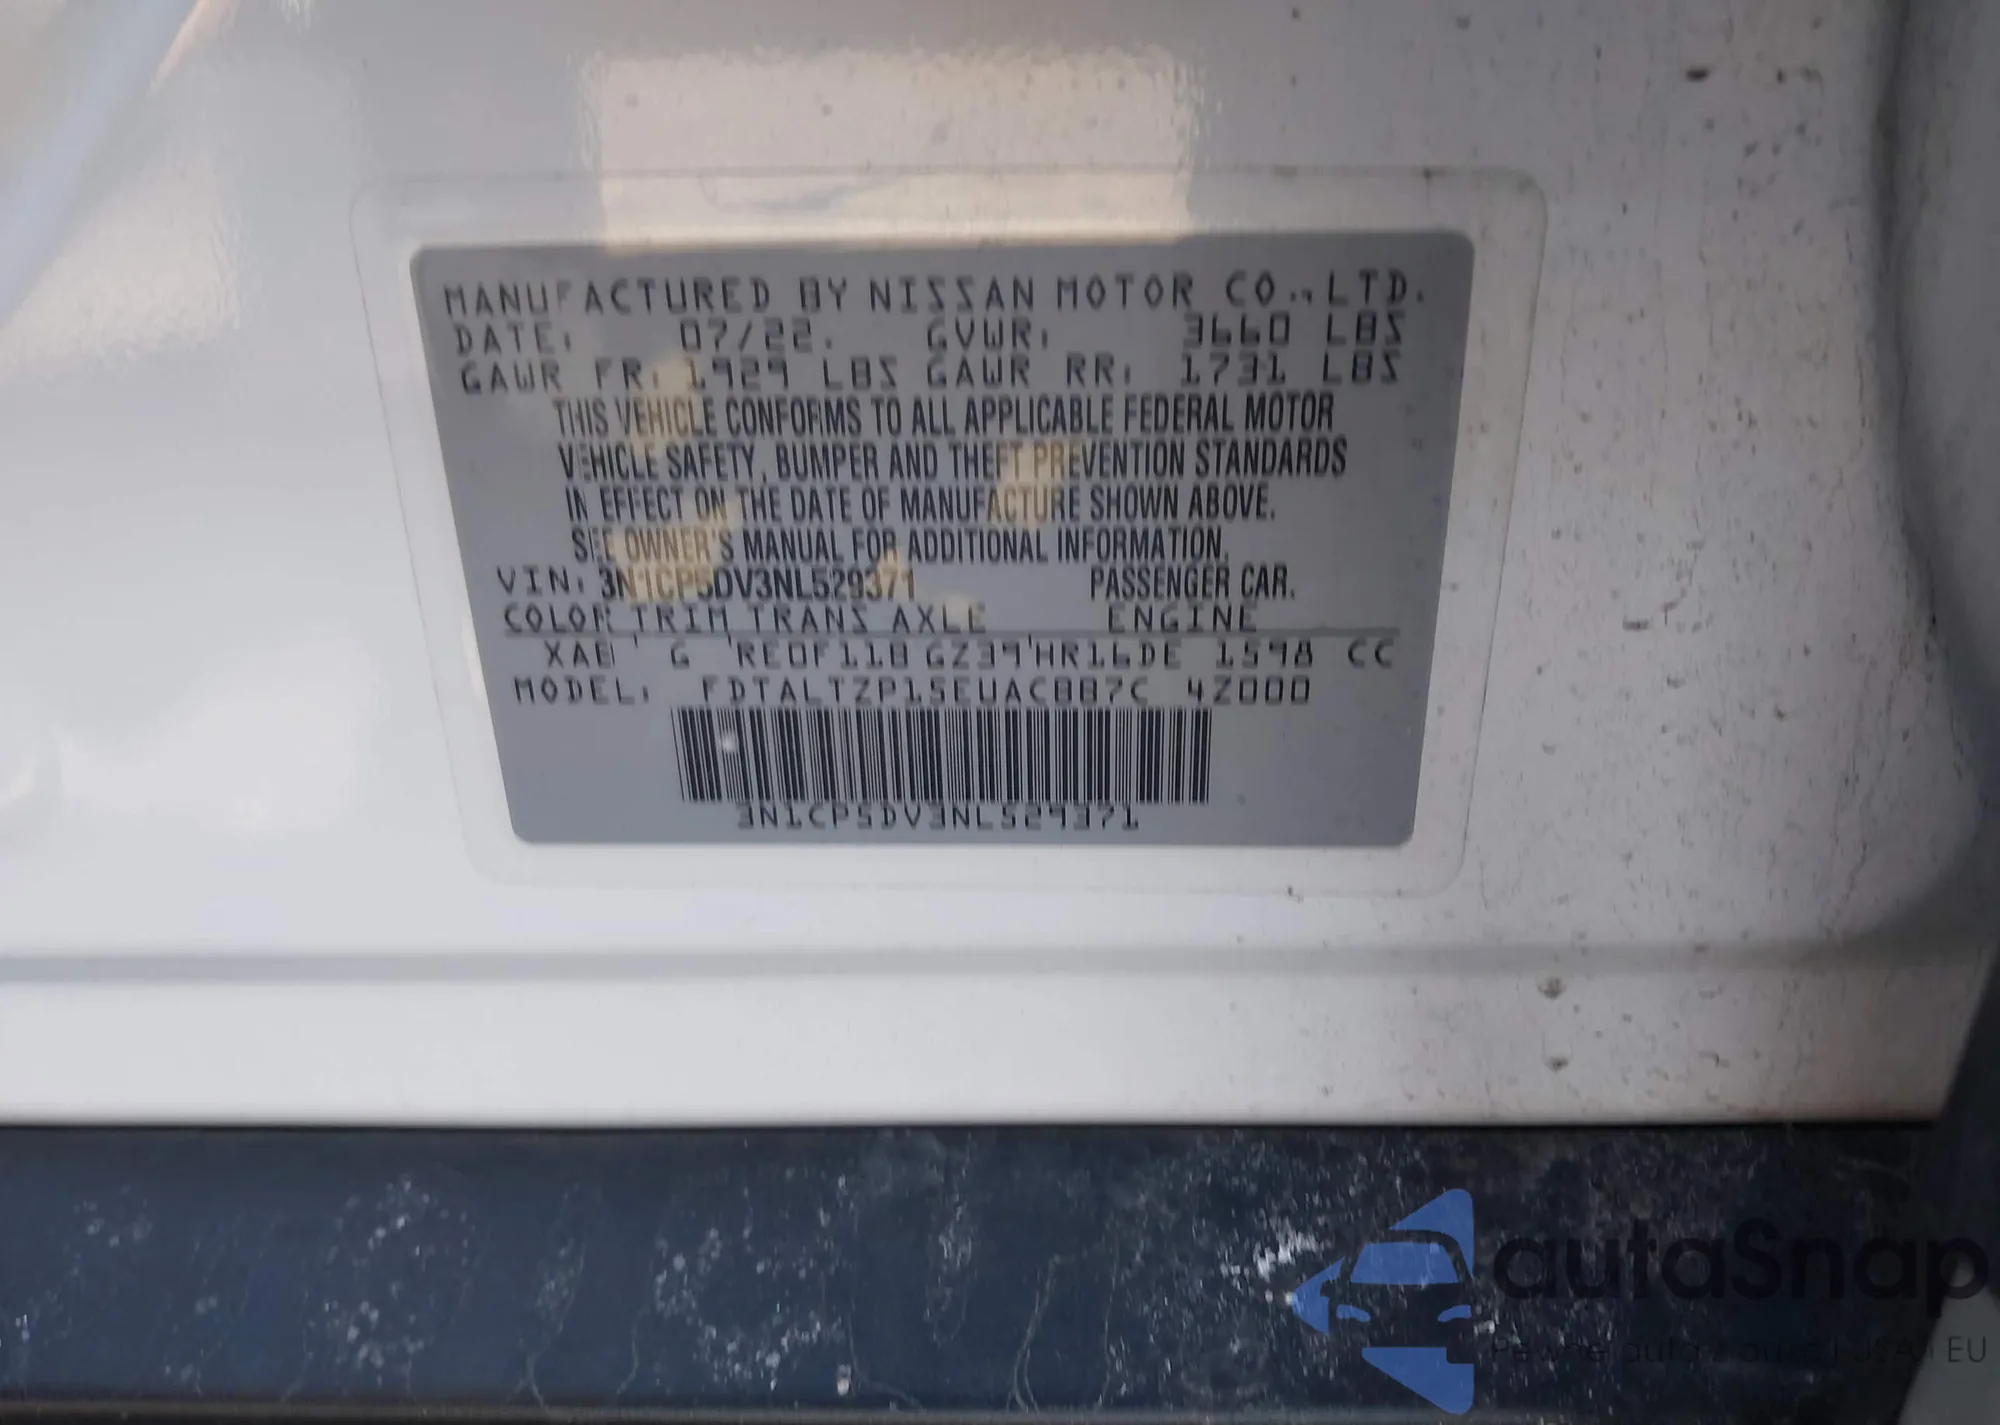 MANUFACTURED BY NISSAN MOTOR CO., LTD.
DATE: 07/22. GVWR: 3660 LBS
GAWR FR: 1929 LBS GAWR RR: 1731 LBS
THIS VEHICLE CONFORMS TO ALL APPLICABLE FEDERAL MOTOR
VEHICLE SAFETY, BUMPER AND THEFT PREVENTION STANDARDS
IN EFFECT ON THE DATE OF MANUFACTURE SHOWN ABOVE.
SEE OWNER'S MANUAL FOR ADDITIONAL INFORMATION.
VIN: 3N1CP5DV3NL529371 PASSENGER CAR.
COLOR TRIM TRANS AXLE ENGINE
XAB G RE0F11B GZ39 HR16DE 1598 CC
MODEL: FDTALTZP15EUACBB7C 4Z000
3N1CP5DV3NL529371
autoSnap
EU